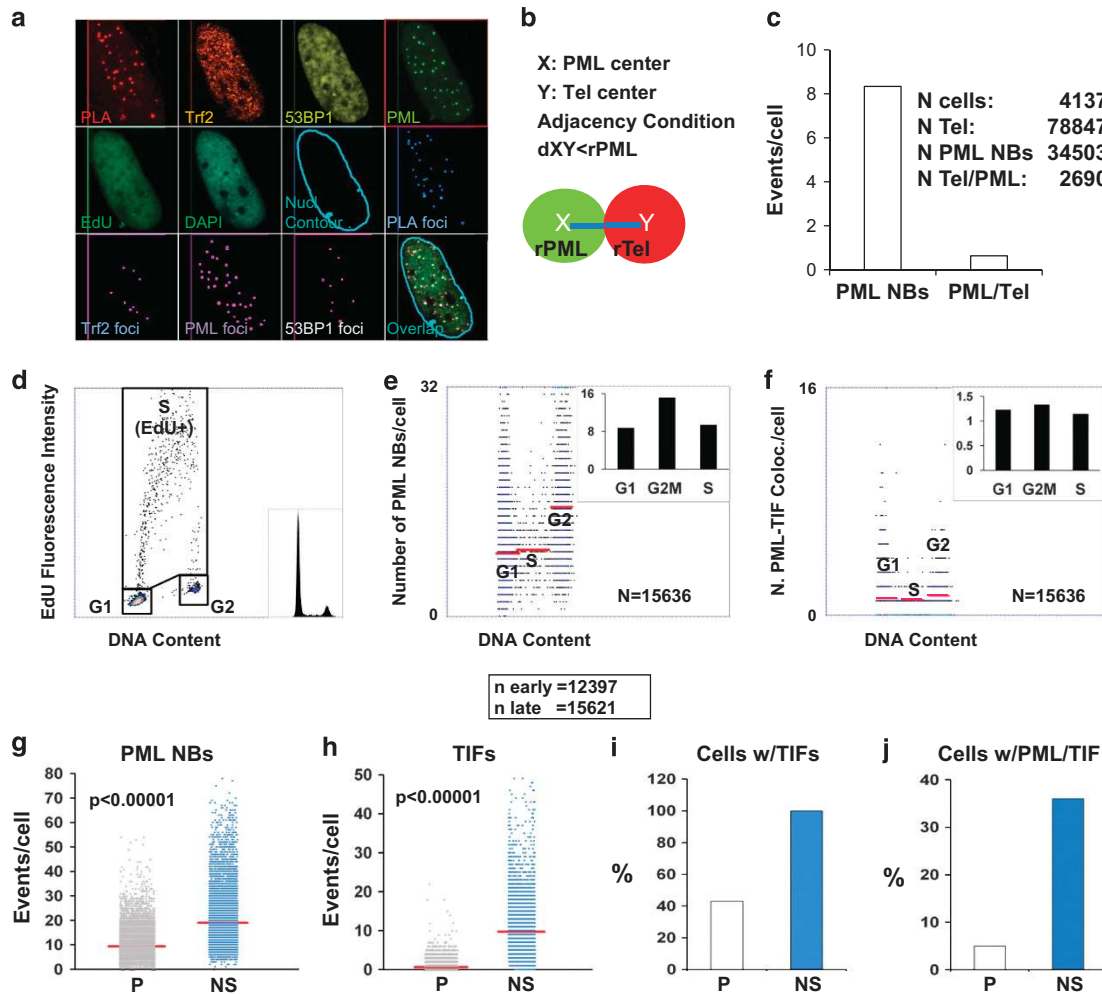 a
PLA
Trf2
53BP1
PML
EdU
DAPI
Nucl
Contour
PLA foci
Trf2 foci
PML foci
53BP1 foci
Overlap
b
X: PML center
Y: Tel center
Adjacency Condition
dXY<rPML
X
Y
rPML
rTel
c
Events/cell
10
8
6
4
2
0
N cells: 4137
N Tel: 78847
N PML NBs 34503
N Tel/PML: 2690
PML NBs
PML/Tel
d
EdU Fluorescence Intensity
S
(EdU+)
G1
G2
DNA Content
e
Number of PML NBs/cell
32
0
16
8
0
G1
G2M
S
G2
G1
S
N=15636
DNA Content
f
N. PML-TIF Coloc./cell
16
0
1.5
1
0.5
0
G1
G2M
S
G2
G1
S
N=15636
DNA Content
n early =12397
n late =15621
g
PML NBs
Events/cell
80
70
60
50
40
30
20
10
0
p<0.00001
P
NS
h
TIFs
Events/cell
50
40
30
20
10
0
p<0.00001
P
NS
i
Cells w/TIFs
%
120
100
80
60
40
20
0
P
NS
j
Cells w/PML/TIF
%
40
30
20
10
0
P
NS